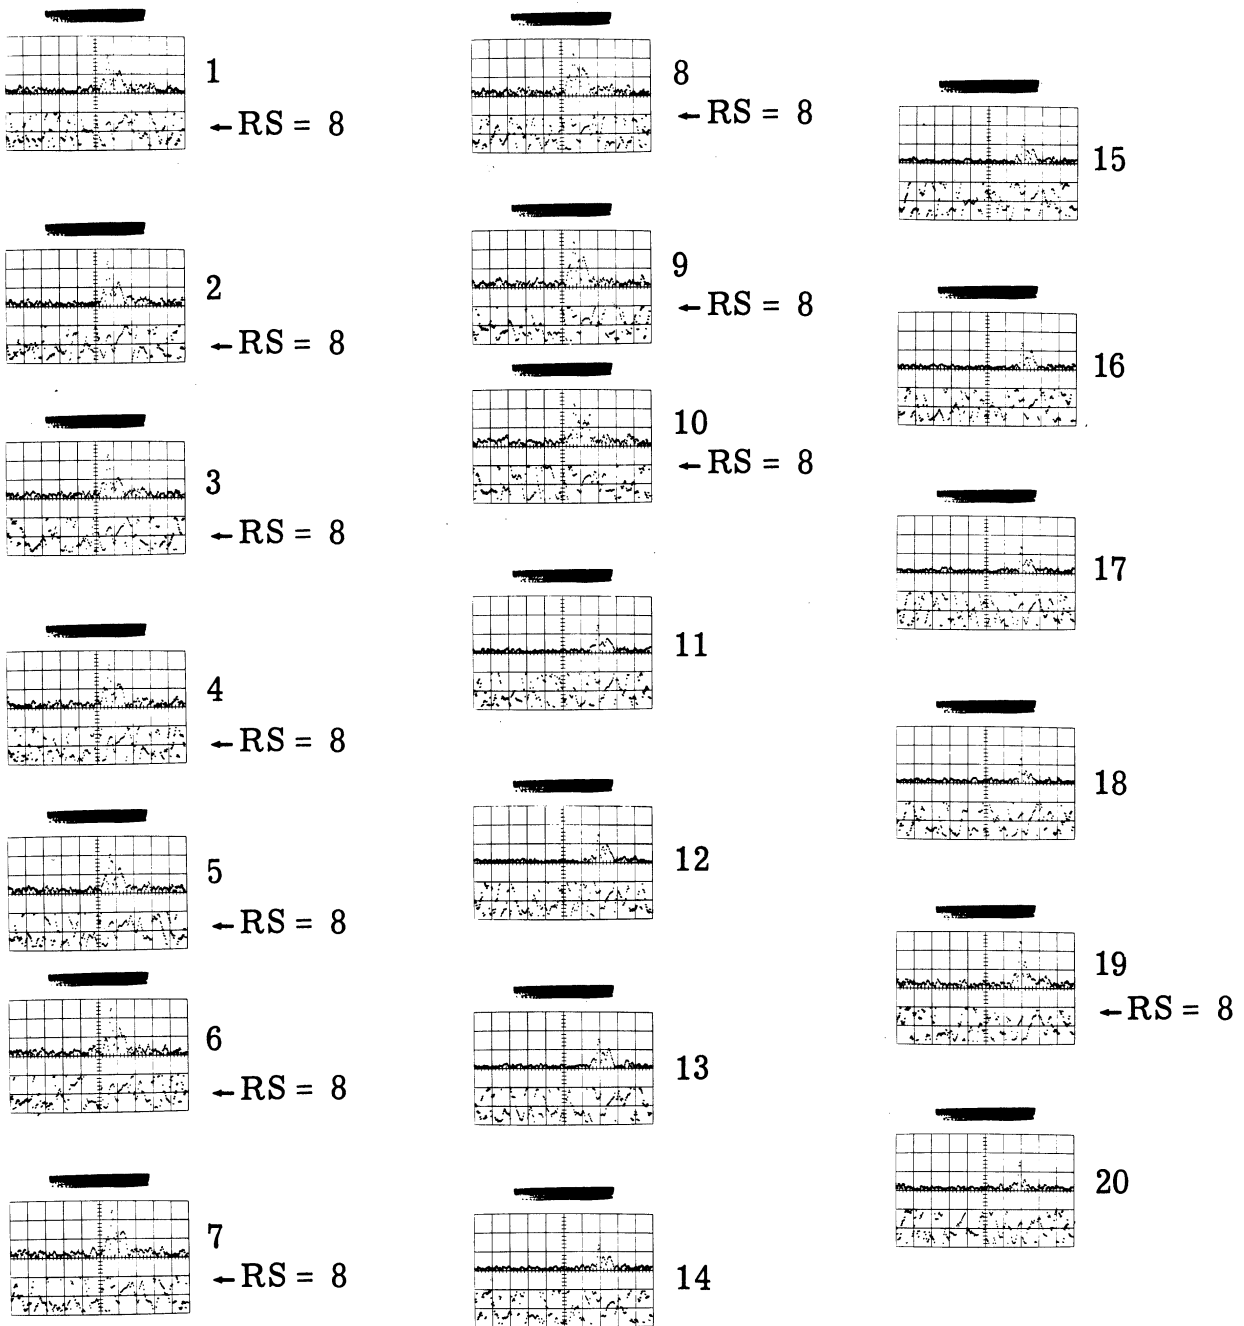 1
←RS = 8
2
←RS = 8
3
←RS = 8
4
←RS = 8
5
←RS = 8
6
←RS = 8
7
←RS = 8
8
←RS = 8
9
←RS = 8
10
←RS = 8
11
12
13
14
15
16
17
18
19
←RS = 8
20